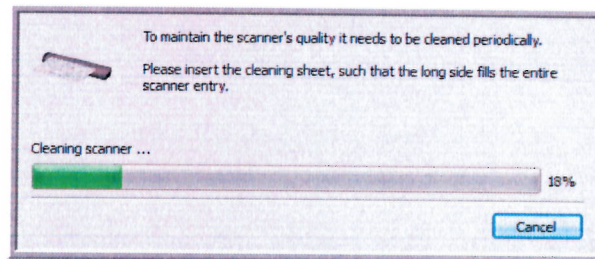 To maintain the scanner's quality it needs to be cleaned periodically.
Please insert the cleaning sheet, such that the long side fills the entire
scanner entry.
Cleaning scanner ...
18%
Cancel